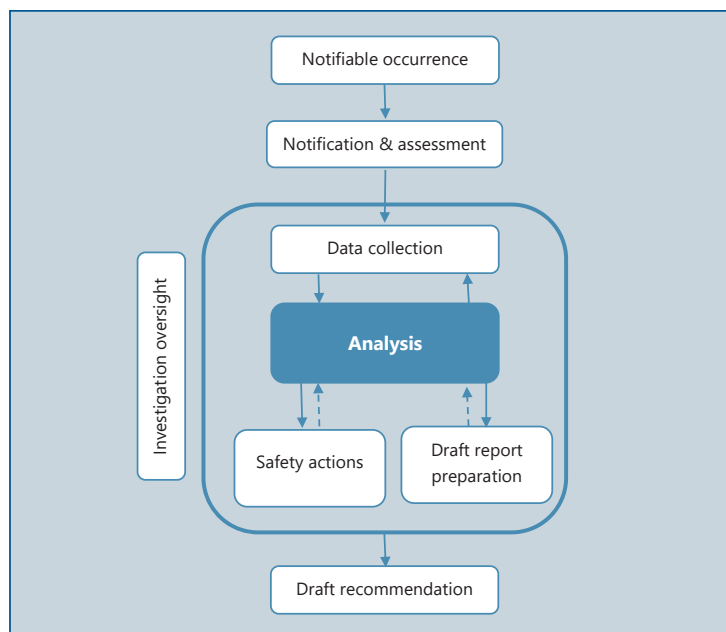 Notifiable occurrence
Notification & assessment
Data collection
Investigation oversight
Analysis
Safety actions
Draft report
preparation
Draft recommendation